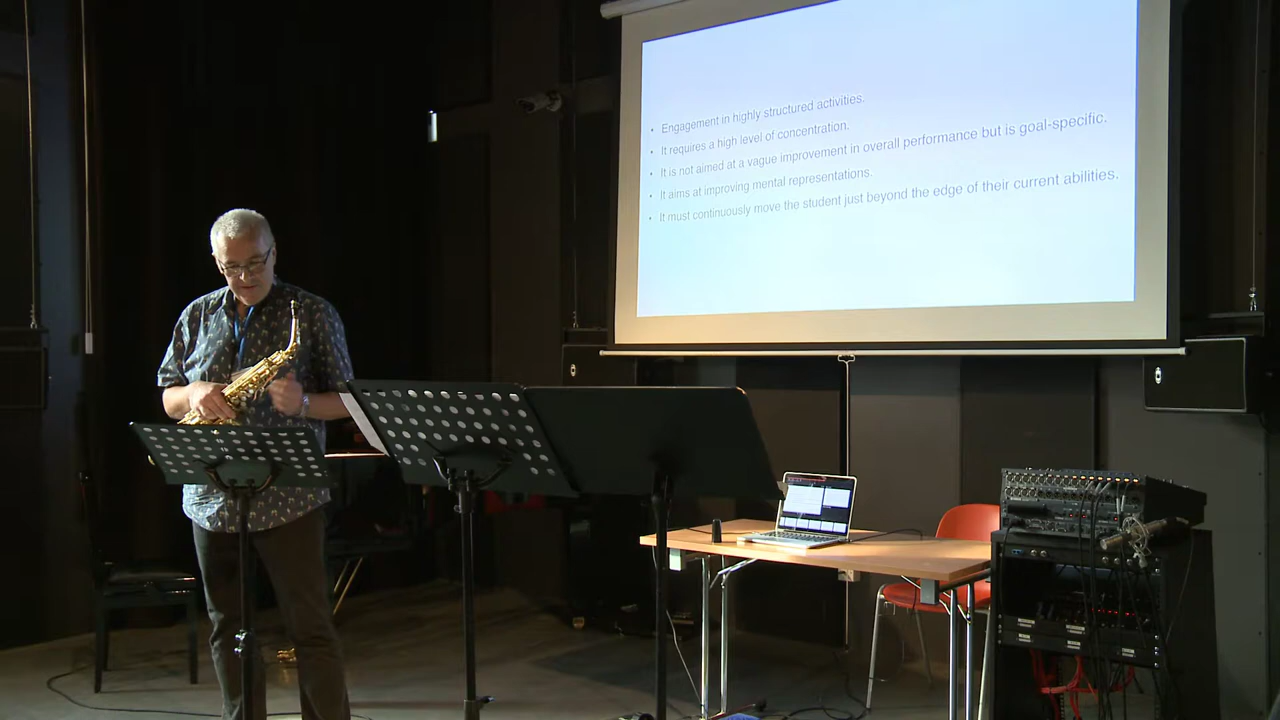 • Engagement in highly structured activities.
• It requires a high level of concentration.
• It is not aimed at a vague improvement in overall performance but is goal-specific.
• It aims at improving mental representations.
• It must continuously move the student just beyond the edge of their current abilities.